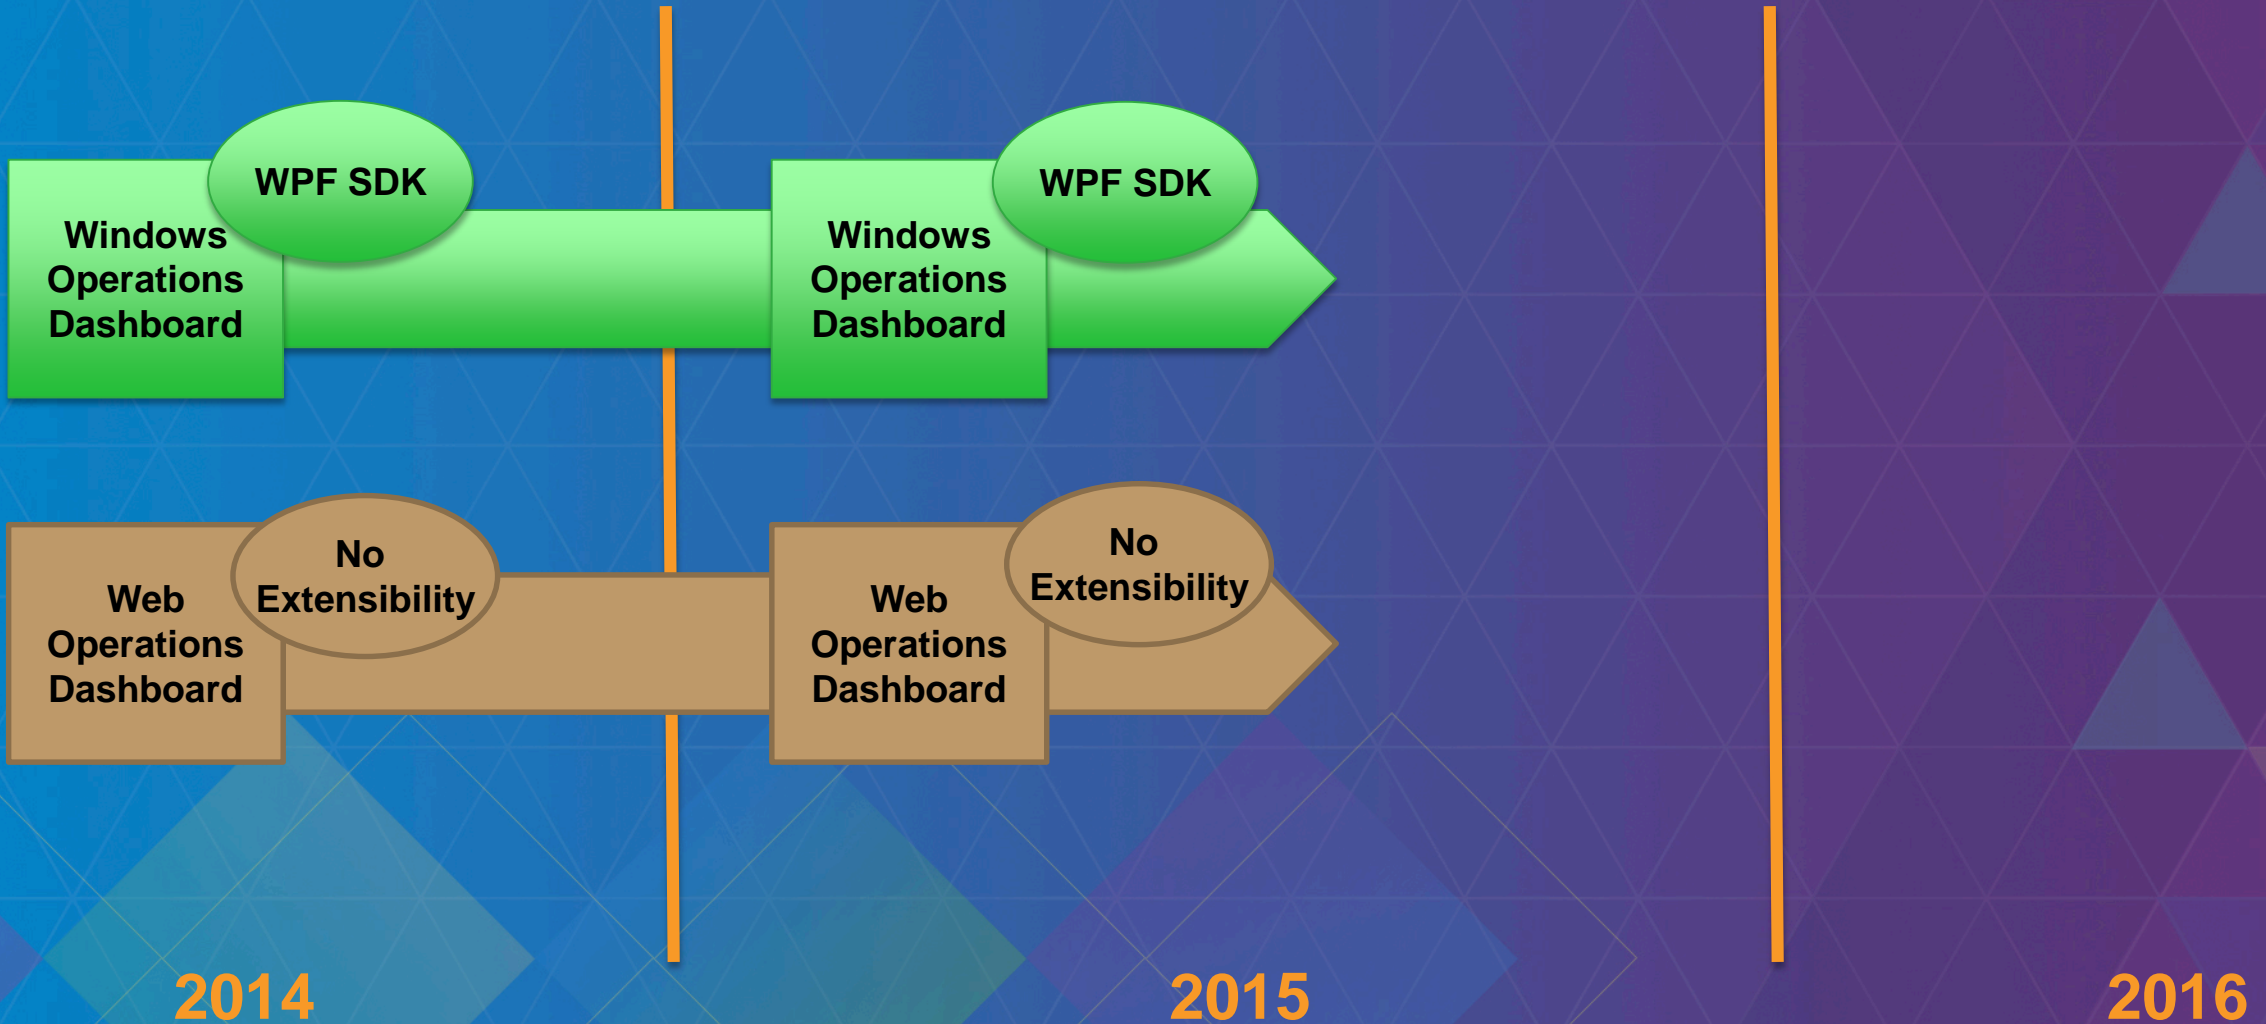 WPF SDK
Windows
Operations
Dashboard
WPF SDK
Windows
Operations
Dashboard
No
Extensibility
Web
Operations
Dashboard
No
Extensibility
Web
Operations
Dashboard
2014
2015
2016